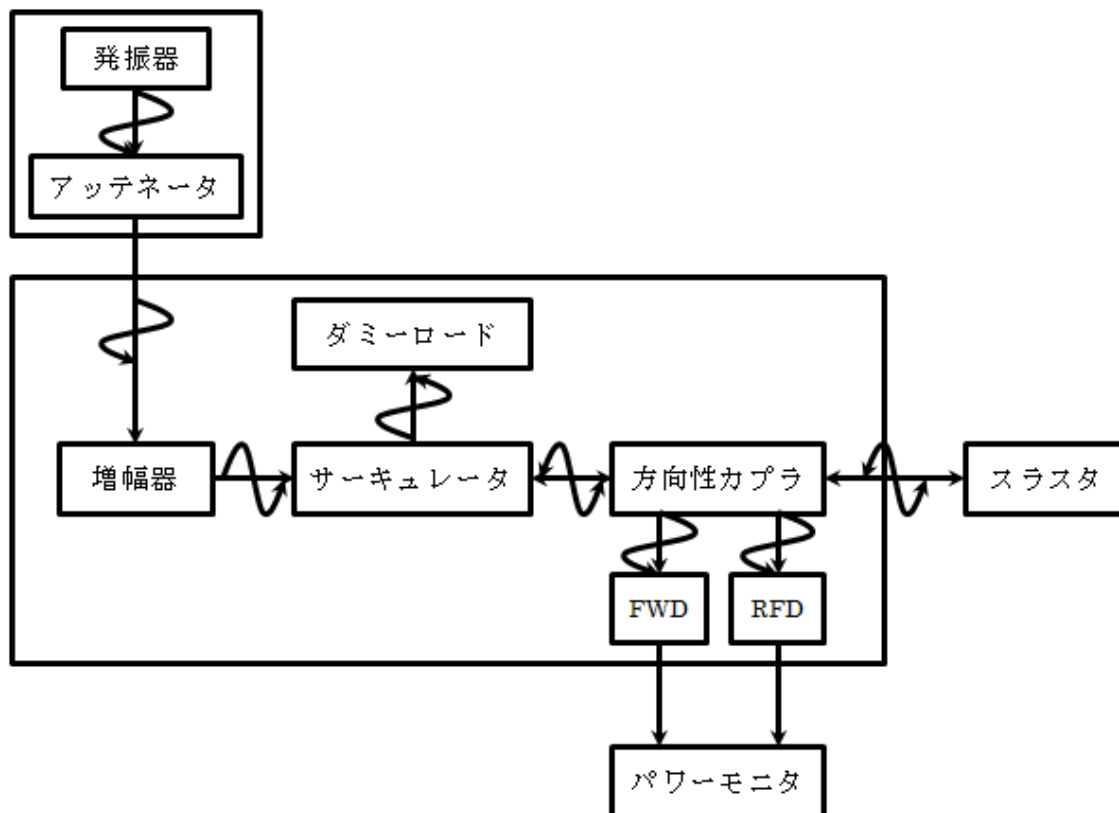 発振器
アッテネータ
ダミーロード
増幅器
サーキュレータ
方向性カプラ
スラスタ
FWD
RFD
パワーモニタ